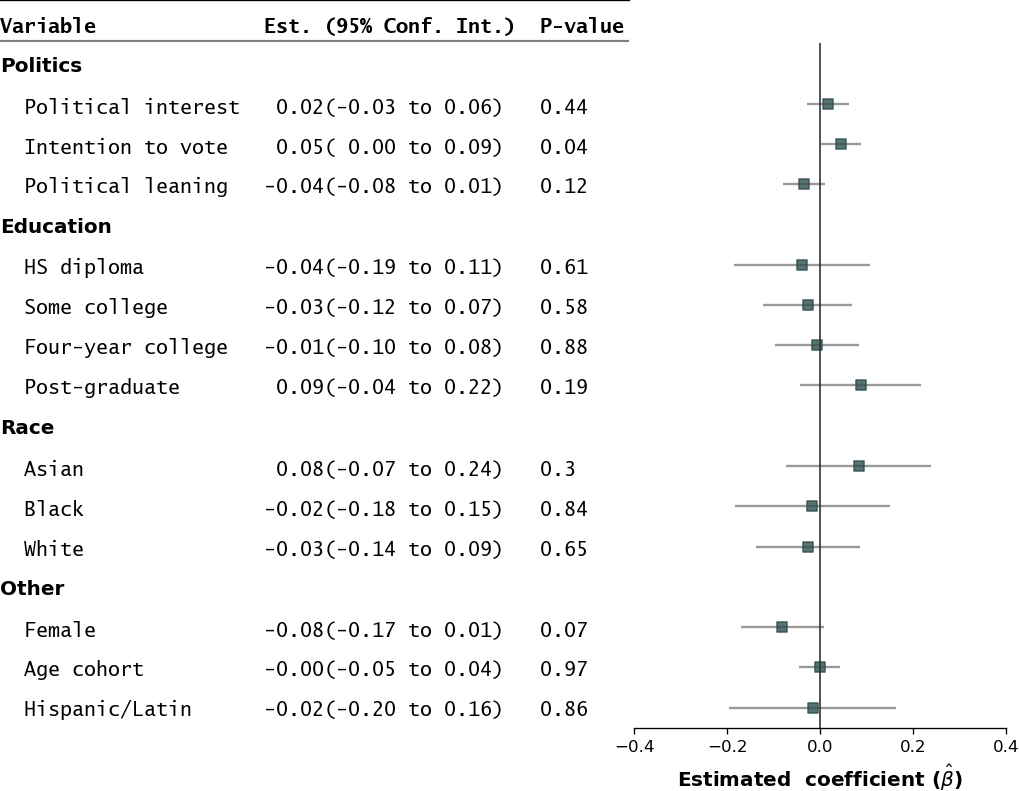 Variable Est. (95% Conf. Int.) P-value
Politics
Political interest 0.02(-0.03 to 0.06) 0.44
Intention to vote 0.05( 0.00 to 0.09) 0.04
Political leaning -0.04(-0.08 to 0.01) 0.12
Education
HS diploma -0.04(-0.19 to 0.11) 0.61
Some college -0.03(-0.12 to 0.07) 0.58
Four-year college -0.01(-0.10 to 0.08) 0.88
Post-graduate 0.09(-0.04 to 0.22) 0.19
Race
Asian 0.08(-0.07 to 0.24) 0.3
Black -0.02(-0.18 to 0.15) 0.84
White -0.03(-0.14 to 0.09) 0.65
Other
Female -0.08(-0.17 to 0.01) 0.07
Age cohort -0.00(-0.05 to 0.04) 0.97
Hispanic/Latin -0.02(-0.20 to 0.16) 0.86
−0.4 −0.2 0.0 0.2 0.4
Estimated coefficient (β̂)